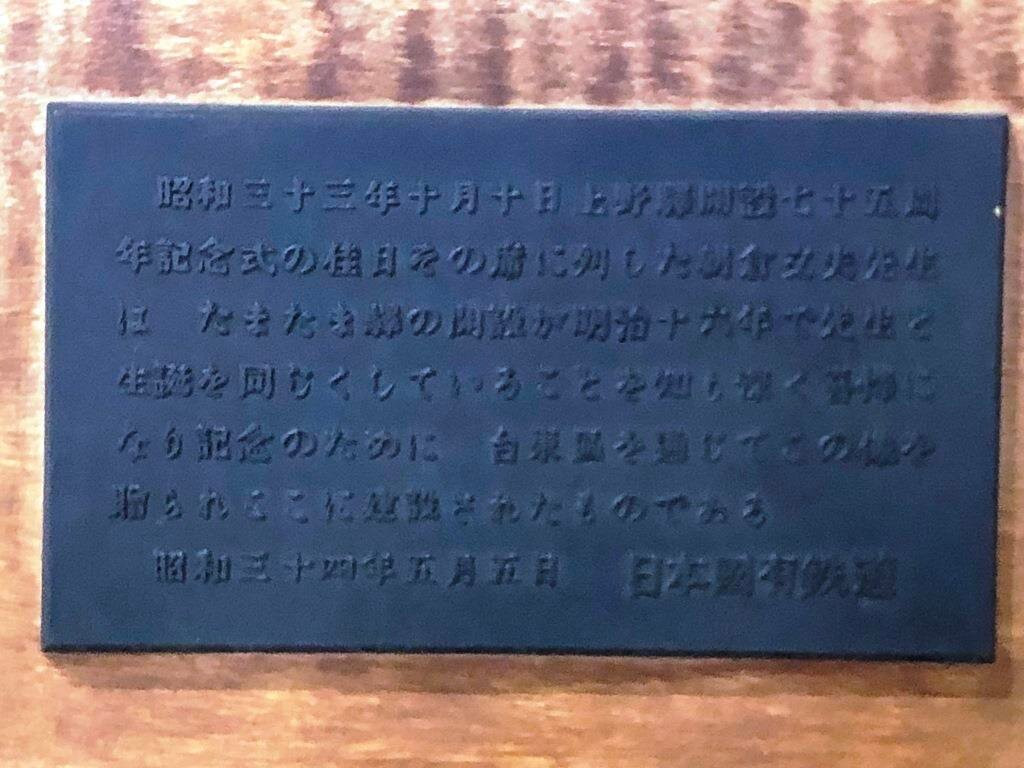 昭和三十三年十月十日上野駅開設七十五周
年記念式の佳日その席に列した朝倉文夫先生
は　たまたま駅の開設が明治十六年で先生と
生誕を同じくしていることを知り深く喜ばれに
なり記念のために　台東區を通じてこの像を
贈られここに建設されたものである
昭和三十四年五月五日　日本国有鉄道